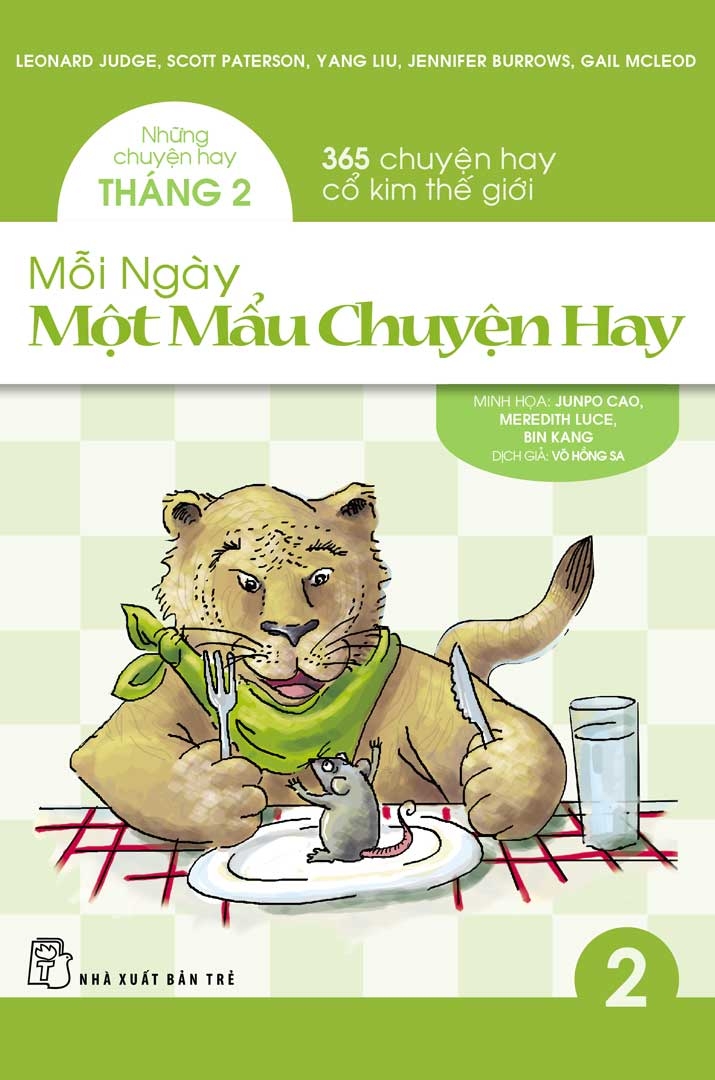 LEONARD JUDGE, SCOTT PATERSON, YANG LIU, JENNIFER BURROWS, GAIL MCLEOD
Những
chuyện hay
THÁNG 2
365 chuyện hay
cổ kim thế giới
Mỗi Ngày
Một Mẩu Chuyện Hay
MINH HỌA: JUNPO CAO,
MEREDITH LUCE,
BIN KANG
DỊCH GIẢ: VÕ HỒNG SA
T
NHÀ XUẤT BẢN TRẺ
2